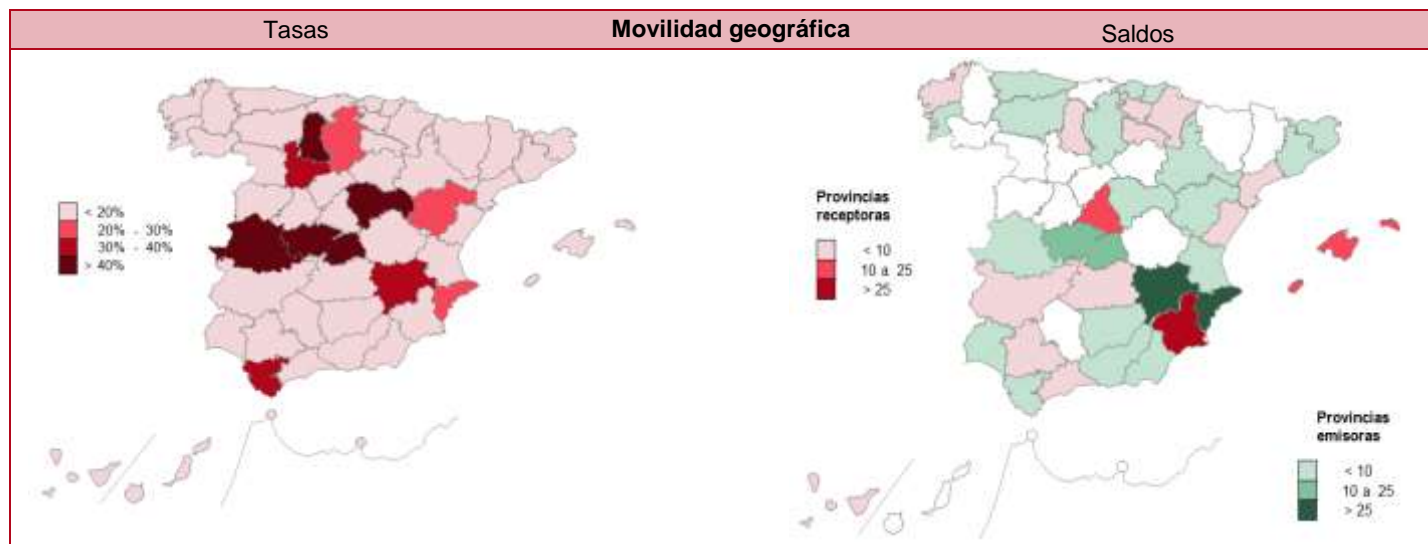 Tasas
Movilidad geográfica
Saldos
< 20%
20% - 30%
30% - 40%
> 40%
Provincias
receptoras
< 10
10 a 25
> 25
Provincias
emisoras
< 10
10 a 25
> 25